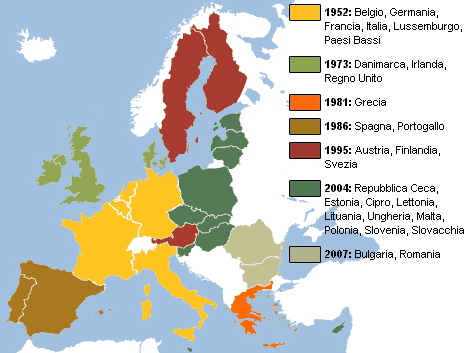 1952: Belgio, Germania,
Francia, Italia, Lussemburgo,
Paesi Bassi
1973: Danimarca, Irlanda,
Regno Unito
1981: Grecia
1986: Spagna, Portogallo
1995: Austria, Finlandia,
Svezia
2004: Repubblica Ceca,
Estonia, Cipro, Lettonia,
Lituania, Ungheria, Malta,
Polonia, Slovenia, Slovacchia
2007: Bulgaria, Romania